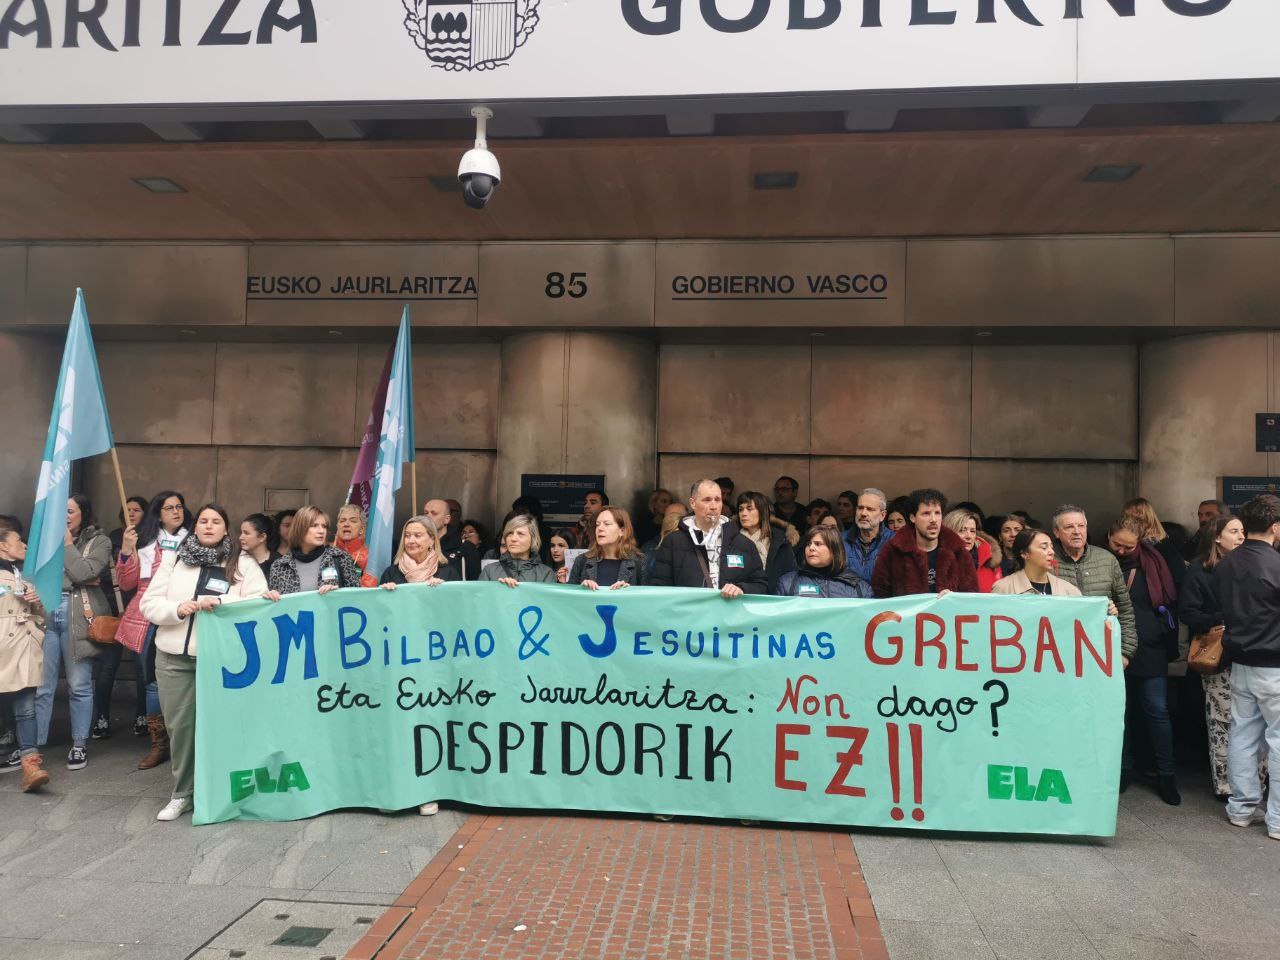 ARITZA GOBIERNO
EUSKO JAURLARITZA 85 GOBIERNO VASCO
JM BiLBAO & JESUiTiNAS GREBAN
Eta Eusko Jaurlaritza: Non dago?
DESPIDORIK EZ!!
ELA ELA